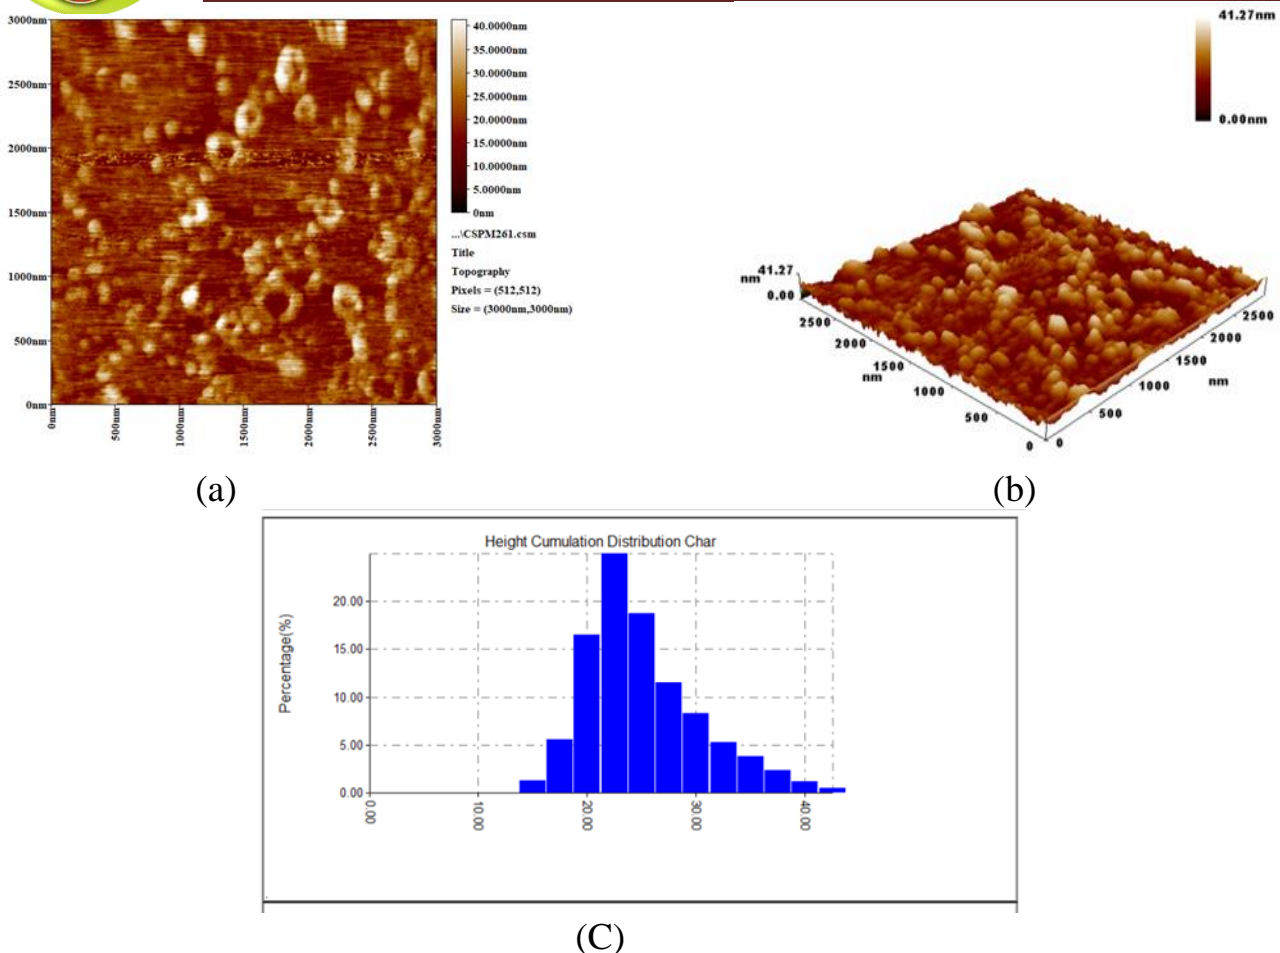 3000nm
2500nm
2000nm
1500nm
1000nm
500nm
0nm
0nm
500nm
1000nm
1500nm
2000nm
2500nm
3000nm
40.0000nm
35.0000nm
30.0000nm
25.0000nm
20.0000nm
15.0000nm
10.0000nm
5.0000nm
0nm
...\CSPM261.csm
Title
Topography
Pixels = (512,512)
Size = (3000nm,3000nm)
(a)
41.27nm
0.00nm
nm
41.27
0.00
2500
2000
1500
nm
1000
500
0
0
500
1000
nm
1500
2000
2500
(b)
Height Cumulation Distribution Char
Percentage(%)
20.00
15.00
10.00
5.00
0.00
0.00
10.00
20.00
30.00
40.00
(C)